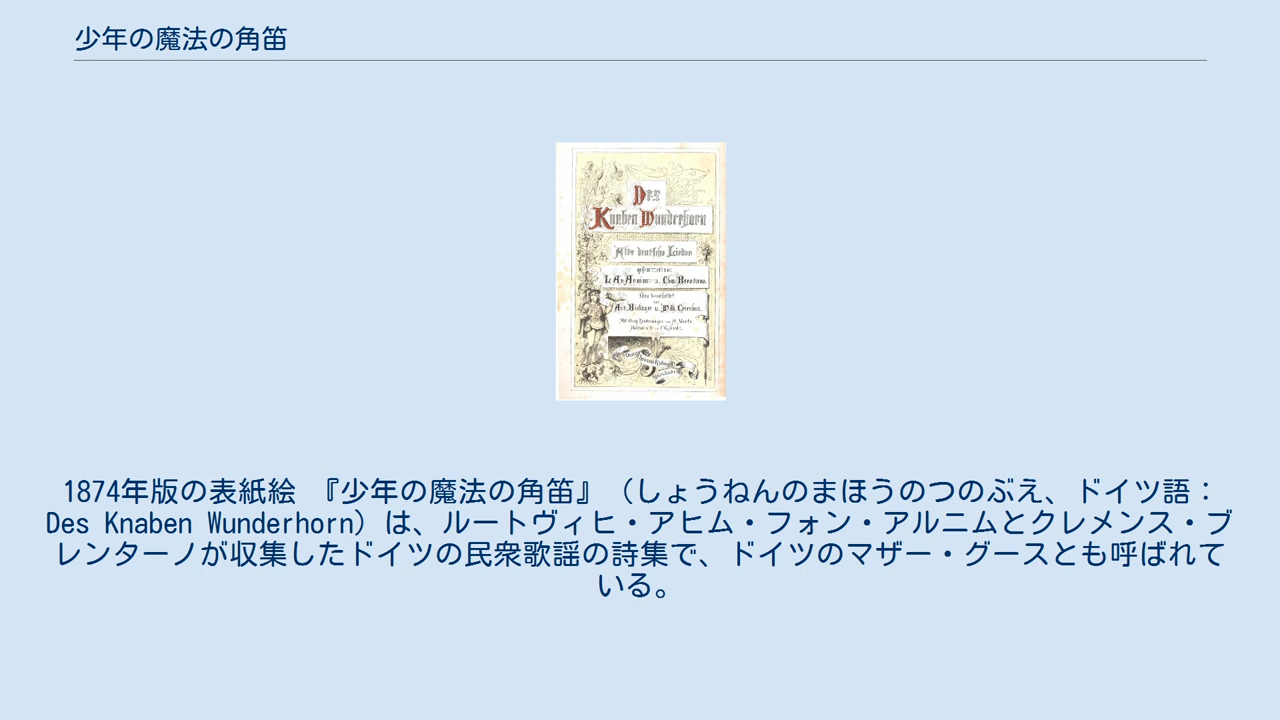 少年の魔法の角笛
Des
Knaben Wunderhorn
Alte deutsche Lieder
1874年版の表紙絵 『少年の魔法の角笛』（しょうねんのまほうのつのぶえ、ドイツ語：
Des Knaben Wunderhorn）は、ルートヴィヒ・アヒム・フォン・アルニムとクレメンス・ブ
レンターノが収集したドイツの民衆歌謡の詩集で、ドイツのマザー・グースとも呼ばれて
いる。